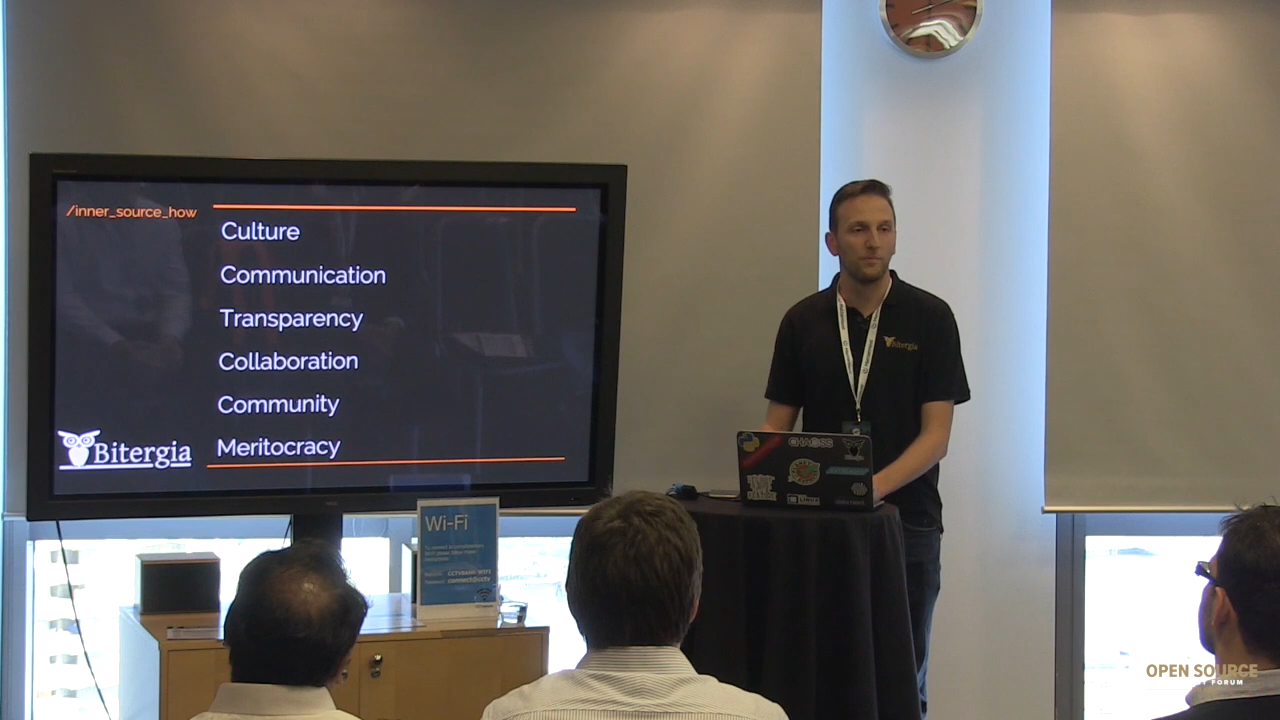 /inner_source_how
Culture
Communication
Transparency
Collaboration
Community
Meritocracy
Bitergia
Bitergia
CHAOSS
Wi-Fi
OPEN SOURCE
FORUM